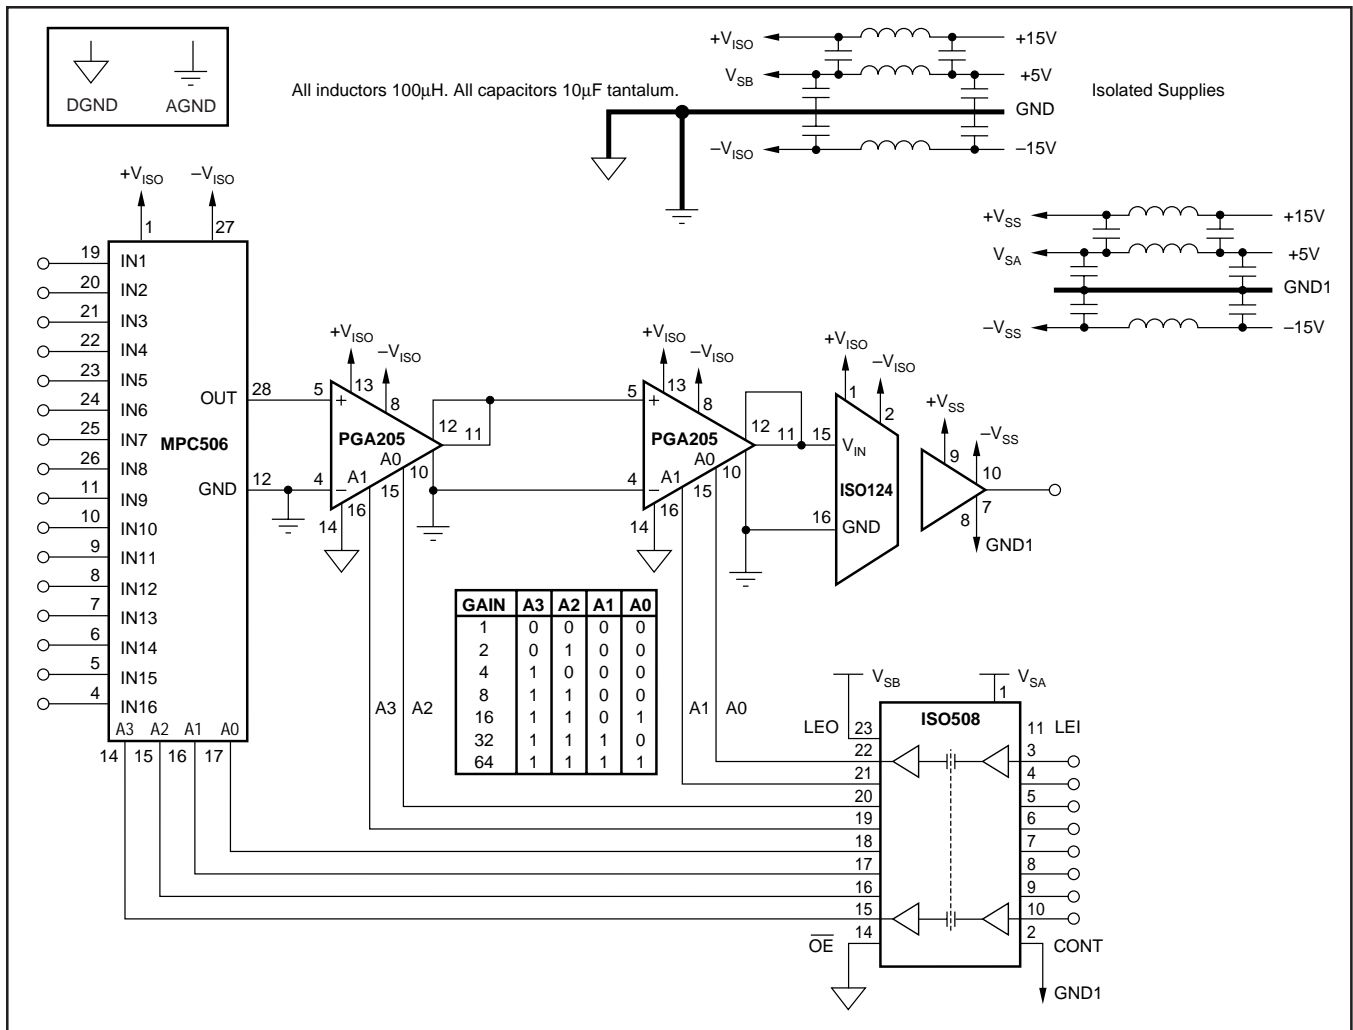 DGND AGND
All inductors 100µH. All capacitors 10µF tantalum.
+VISO +15V
VSB +5V
GND
–VISO –15V
Isolated Supplies
+VSS +15V
VSA +5V
GND1
–VSS –15V
+VISO –VISO
1 27
19 IN1
20 IN2
21 IN3
22 IN4
23 IN5
24 IN6
25 IN7
26 IN8
11 IN9
10 IN10
9 IN11
8 IN12
7 IN13
6 IN14
5 IN15
4 IN16
OUT 28
MPC506
GND 12
A3 A2 A1 A0
14 15 16 17
+VISO
–VISO
13
8
5 +
PGA205
12
11
A0
A1
10
4 –
15
16
14
+VISO
–VISO
13
8
5 +
PGA205
12
11
A0
A1
10
4 –
15
16
14
+VISO
–VISO
1
2
15 VIN
ISO124
16 GND
+VSS
–VSS
9
10
7
8
GND1
GAIN A3 A2 A1 A0
1 0 0 0 0
2 0 1 0 0
4 1 0 0 0
8 1 1 0 0
16 1 1 0 1
32 1 1 1 0
64 1 1 1 1
A3 A2
A1 A0
VSB VSA
1
ISO508
LEO 23 11 LEI
22 3
21 4
20 5
19 6
18 7
17 8
16 9
15 10
OE 14 2 CONT
GND1